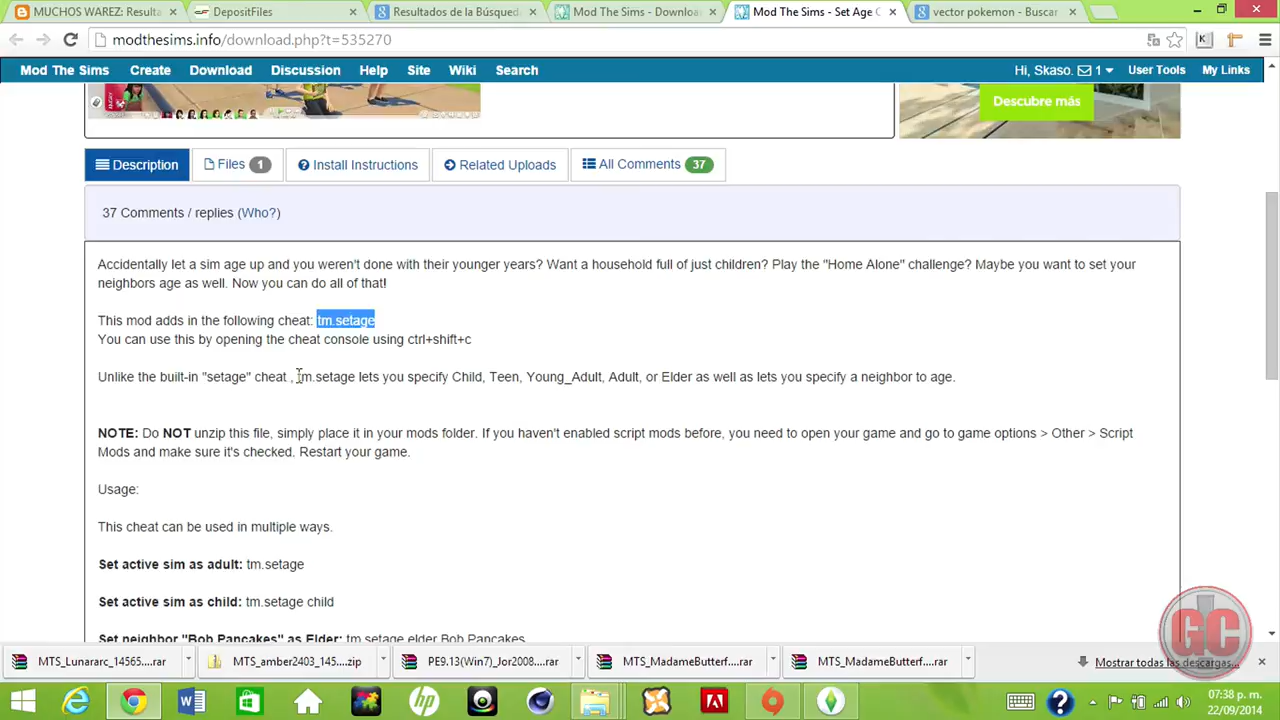 MUCHOS WAREZ: Resulta
DepositFiles
Resultados de la Búsqued
Mod The Sims - Download
Mod The Sims - Set Age C
vector pokemon - Buscar
modthesims.info/download.php?t=535270
Mod The Sims Create Download Discussion Help Site Wiki Search
Hi, Skaso. 1 User Tools My Links
Descubre más
Description
Files 1
Install Instructions
Related Uploads
All Comments 37
37 Comments / replies (Who?)
Accidentally let a sim age up and you weren't done with their younger years? Want a household full of just children? Play the "Home Alone" challenge? Maybe you want to set your
neighbors age as well. Now you can do all of that!
This mod adds in the following cheat: tm.setage
You can use this by opening the cheat console using ctrl+shift+c
Unlike the built-in "setage" cheat , tm.setage lets you specify Child, Teen, Young_Adult, Adult, or Elder as well as lets you specify a neighbor to age.
NOTE: Do NOT unzip this file, simply place it in your mods folder. If you haven't enabled script mods before, you need to open your game and go to game options > Other > Script
Mods and make sure it's checked. Restart your game.
Usage:
This cheat can be used in multiple ways.
Set active sim as adult: tm.setage
Set active sim as child: tm.setage child
Set neighbor "Bob Pancakes" as Elder: tm.setage elder Bob Pancakes
GC
MTS_Lunararc_14565....rar
MTS_amber2403_145....zip
PE9.13(Win7)_Jor2008....rar
MTS_MadameButterf....rar
MTS_MadameButterf....rar
Mostrar todas las descargas...
07:38 p. m.
22/09/2014